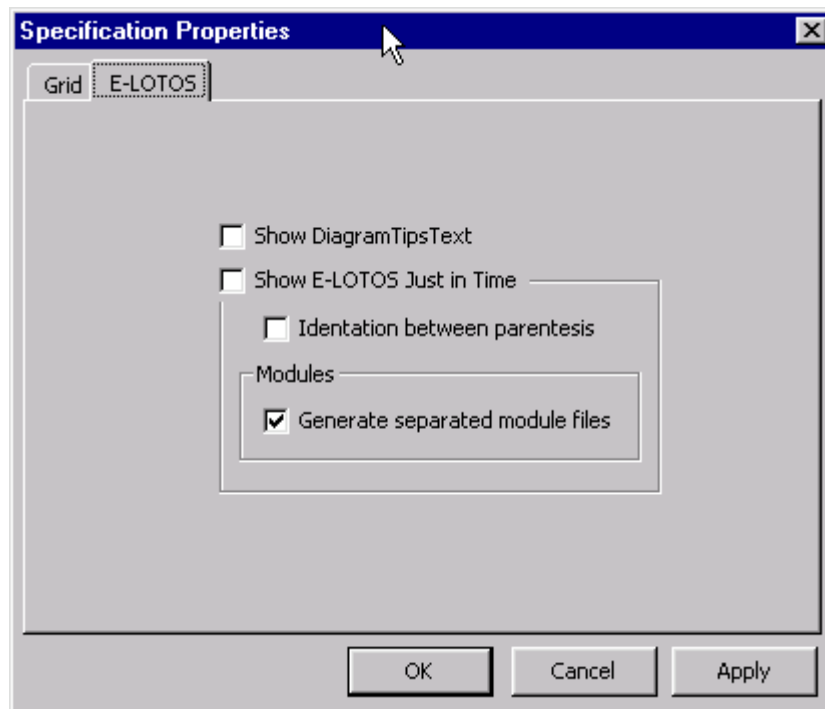 Specification Properties
Grid E-LOTOS
Show DiagramTipsText
Show E-LOTOS Just in Time
Identation between parentesis
Modules
Generate separated module files
OK Cancel Apply